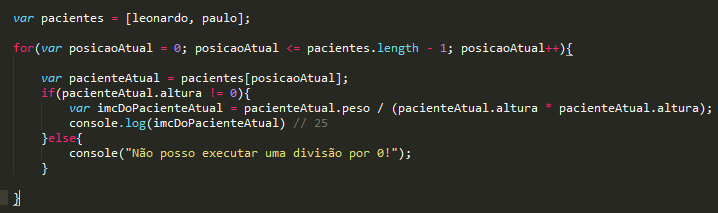 var pacientes = [leonardo, paulo];
for(var posicaoAtual = 0; posicaoAtual <= pacientes.length - 1; posicaoAtual++){
var pacienteAtual = pacientes[posicaoAtual];
if(pacienteAtual.altura != 0){
var imcDoPacienteAtual = pacienteAtual.peso / (pacienteAtual.altura * pacienteAtual.altura);
console.log(imcDoPacienteAtual) // 25
}else{
console("Não posso executar uma divisão por 0!");
}
}